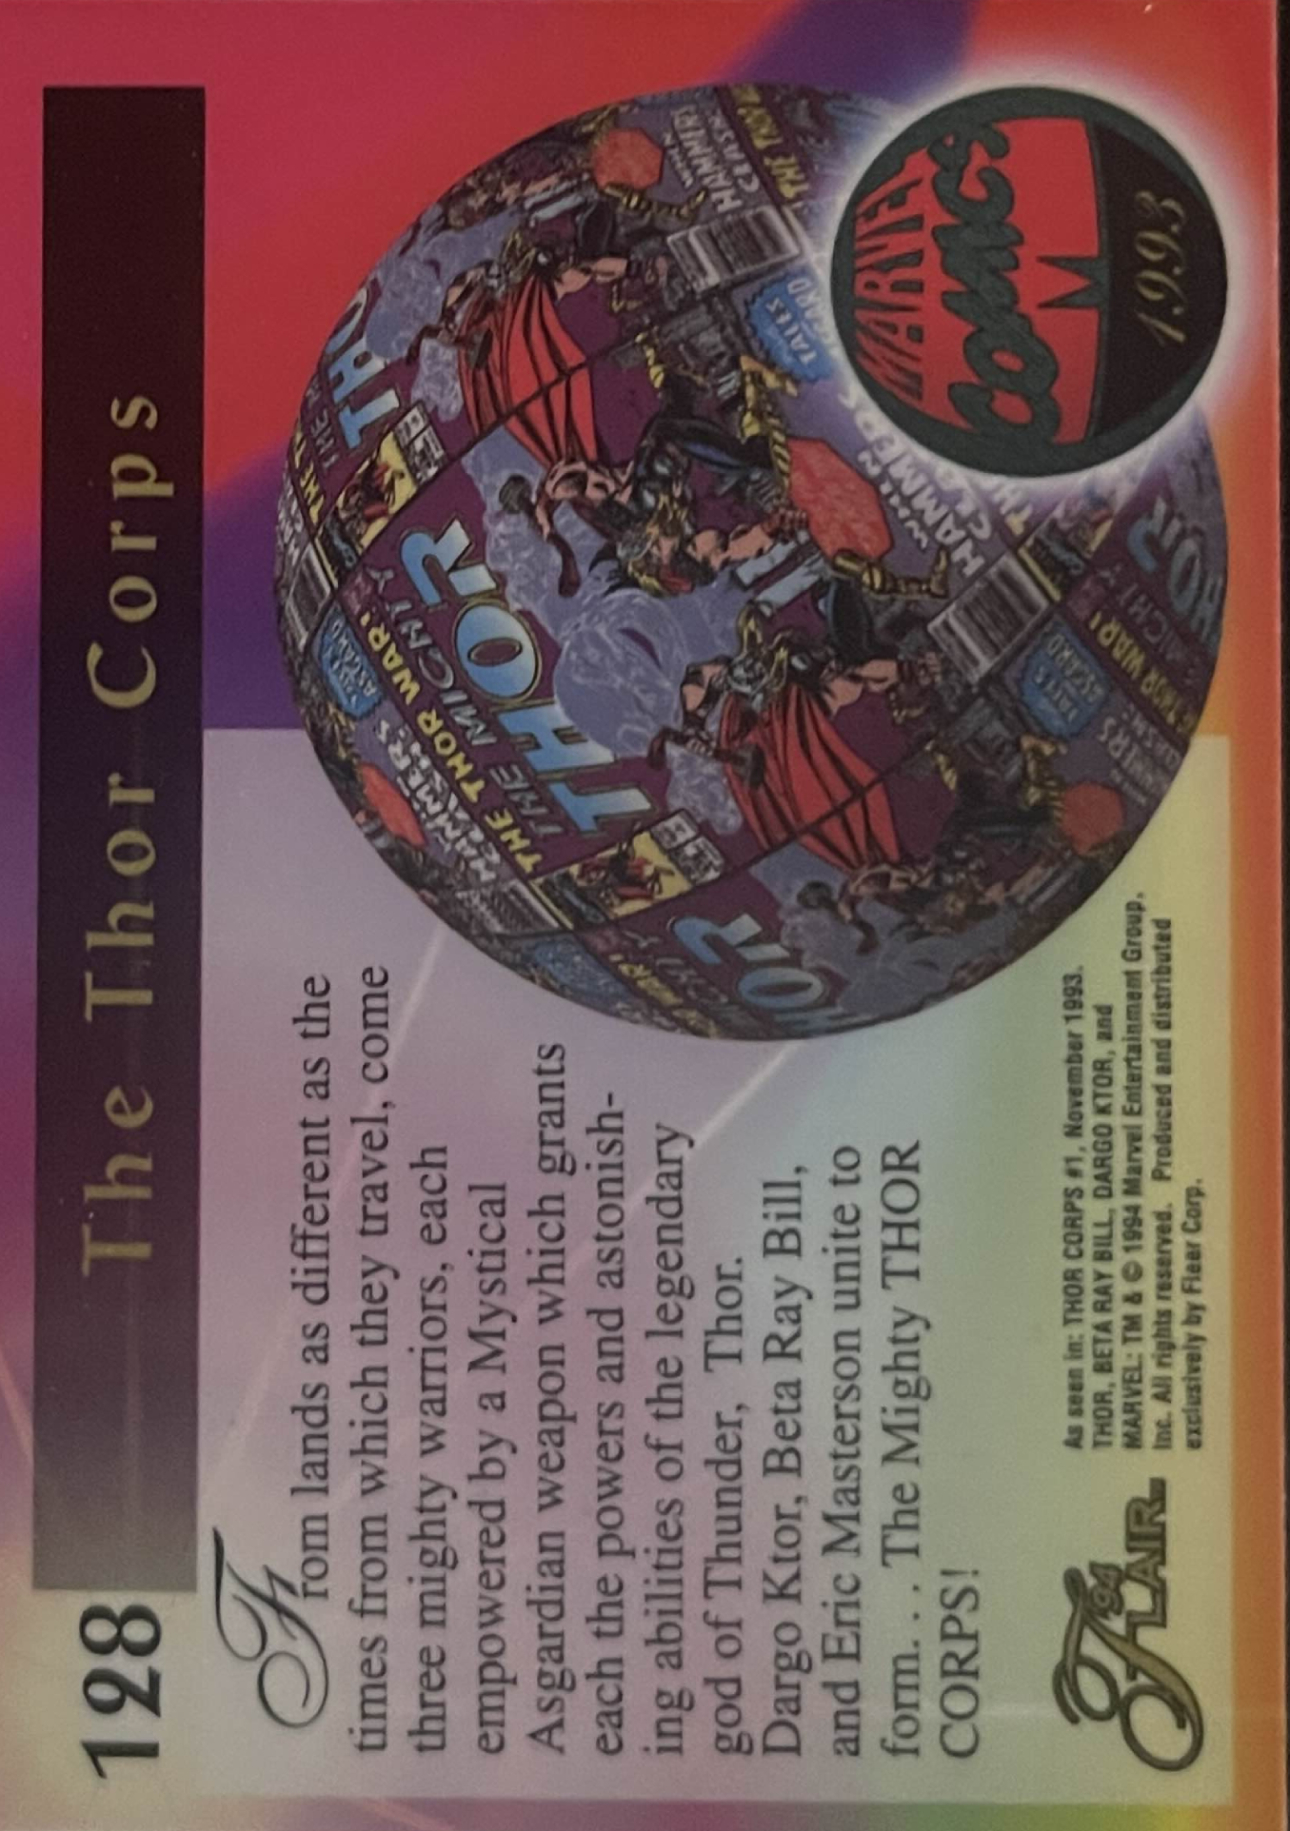 128
The Thor Corps
From lands as different as the
times from which they travel, come
three mighty warriors, each
empowered by a Mystical
Asgardian weapon which grants
each the powers and astonish-
ing abilities of the legendary
god of Thunder, Thor.
Dargo Ktor, Beta Ray Bill,
and Eric Masterson unite to
form. . . The Mighty THOR
CORPS!
THE THOR WAR!
THE MIGHTY
THOR
WHEN
HAMMERS
TALES
ASGARD
MARVEL
COMICS
M
1993
'94
FLAIR
As seen in: THOR CORPS #1, November 1993.
THOR, BETA RAY BILL, DARGO KTOR, and
MARVEL: TM & © 1994 Marvel Entertainment Group,
Inc. All rights reserved. Produced and distributed
exclusively by Fleer Corp.